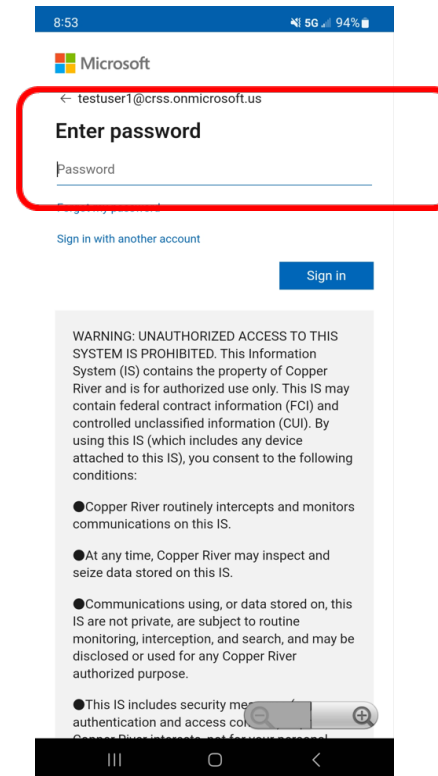 8:53 5G 94%
Microsoft
← testuser1@crss.onmicrosoft.us
Enter password
Password
Forgot my password
Sign in with another account
Sign in
WARNING: UNAUTHORIZED ACCESS TO THIS
SYSTEM IS PROHIBITED. This Information
System (IS) contains the property of Copper
River and is for authorized use only. This IS may
contain federal contract information (FCI) and
controlled unclassified information (CUI). By
using this IS (which includes any device
attached to this IS), you consent to the following
conditions:
●Copper River routinely intercepts and monitors
communications on this IS.
●At any time, Copper River may inspect and
seize data stored on this IS.
●Communications using, or data stored on, this
IS are not private, are subject to routine
monitoring, interception, and search, and may be
disclosed or used for any Copper River
authorized purpose.
●This IS includes security
authentication and access